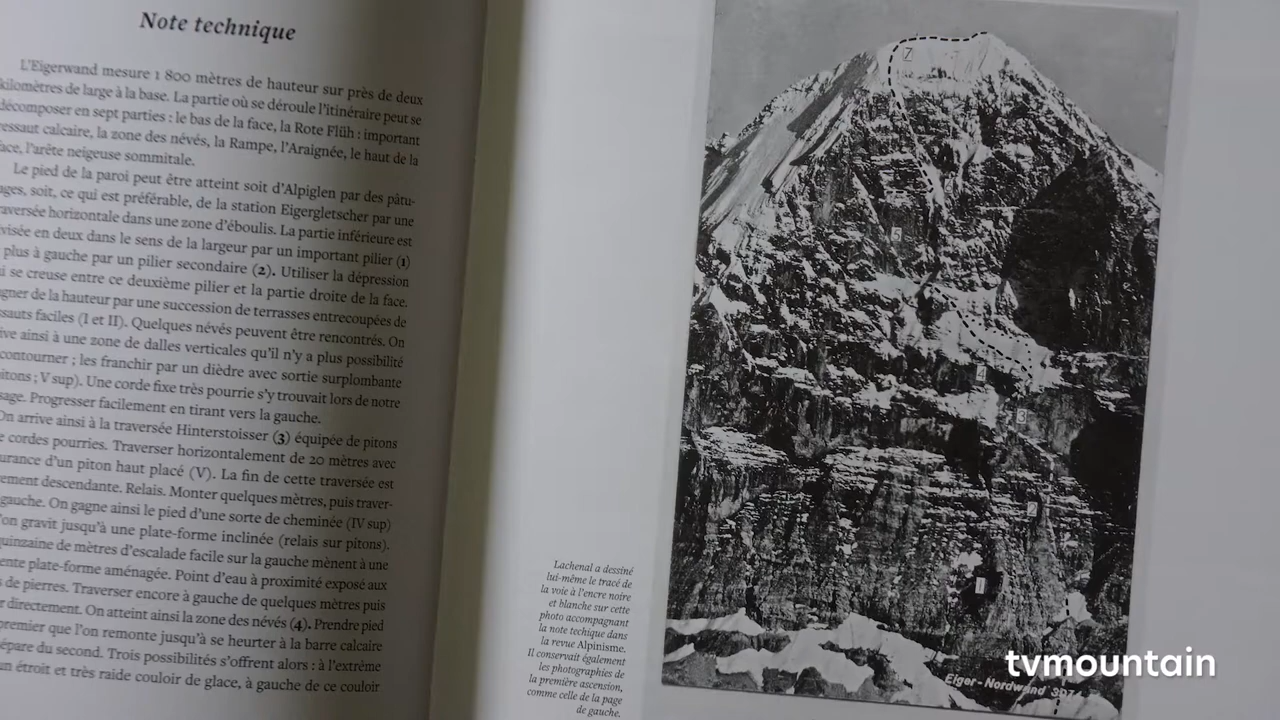 Note technique
L'Eigerwand mesure 1 800 mètres de hauteur sur près de deux
kilomètres de large à la base. La partie où se déroule l'itinéraire peut se
décomposer en sept parties : le bas de la face, la Rote Flüh : important
ressaut calcaire, la zone des névés, la Rampe, l'Araignée, le haut de la
face, l'arête neigeuse sommitale.
Le pied de la paroi peut être atteint soit d'Alpiglen par des pâtu-
ages, soit, ce qui est préférable, de la station Eigergletscher par une
traversée horizontale dans une zone d'éboulis. La partie inférieure est
visée en deux dans le sens de la largeur par un important pilier (1)
plus à gauche par un pilier secondaire (2). Utiliser la dépression
i se creuse entre ce deuxième pilier et la partie droite de la face.
gner de la hauteur par une succession de terrasses entrecoupées de
ssauts faciles (I et II). Quelques névés peuvent être rencontrés. On
ive ainsi à une zone de dalles verticales qu'il n'y a plus possibilité
contourner ; les franchir par un dièdre avec sortie surplombante
pitons ; V sup). Une corde fixe très pourrie s'y trouvait lors de notre
sage. Progresser facilement en tirant vers la gauche.
On arrive ainsi à la traversée Hinterstoisser (3) équipée de pitons
e cordes pourries. Traverser horizontalement de 20 mètres avec
urance d'un piton haut placé (V). La fin de cette traversée est
rement descendante. Relais. Monter quelques mètres, puis traver-
gauche. On gagne ainsi le pied d'une sorte de cheminée (IV sup)
'on gravit jusqu'à une plate-forme inclinée (relais sur pitons).
quinzaine de mètres d'escalade facile sur la gauche mènent à une
ente plate-forme aménagée. Point d'eau à proximité exposé aux
s de pierres. Traverser encore à gauche de quelques mètres puis
r directement. On atteint ainsi la zone des névés (4). Prendre pied
premier que l'on remonte jusqu'à se heurter à la barre calcaire
épare du second. Trois possibilités s'offrent alors : à l'extrême
un étroit et très raide couloir de glace, à gauche de ce couloir
Lachenal a dessiné
lui-même le tracé de
la voie à l'encre noire
et blanche sur cette
photo accompagnant
la note techique dans
la revue Alpinisme.
Il conservait également
les photographies de
la première ascension,
comme celle de la page
de gauche.
7
5
4
3
2
1
Eiger-Nordwand
tvmountain